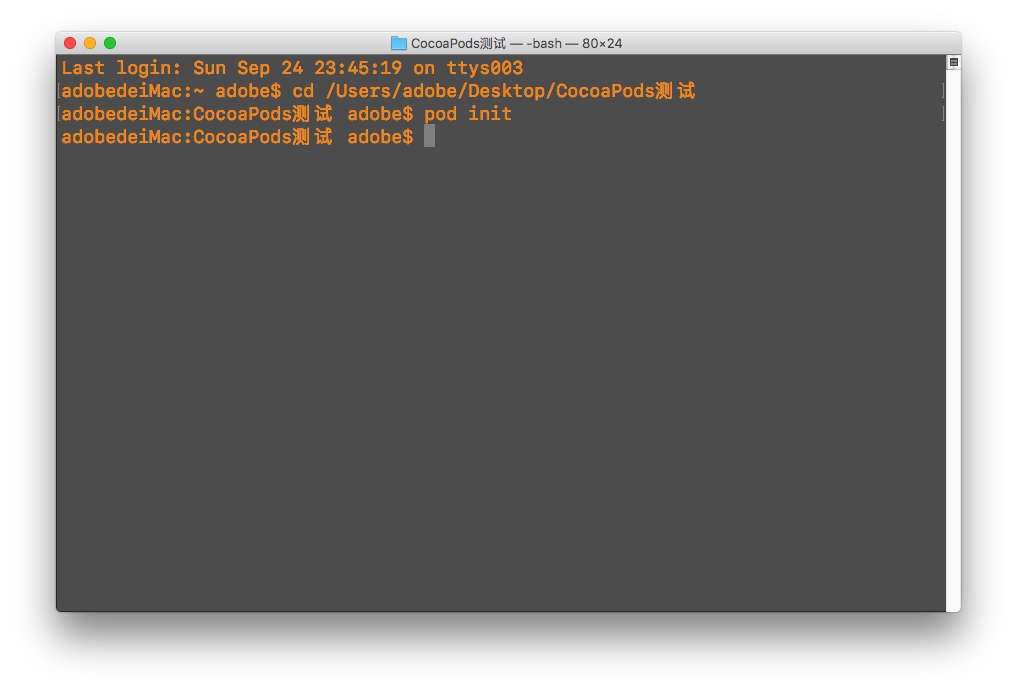 CocoaPods测试 — -bash — 80×24
Last login: Sun Sep 24 23:45:19 on ttys003
[adobedeiMac:~ adobe$ cd /Users/adobe/Desktop/CocoaPods测试 ]
[adobedeiMac:CocoaPods测试 adobe$ pod init ]
adobedeiMac:CocoaPods测试 adobe$